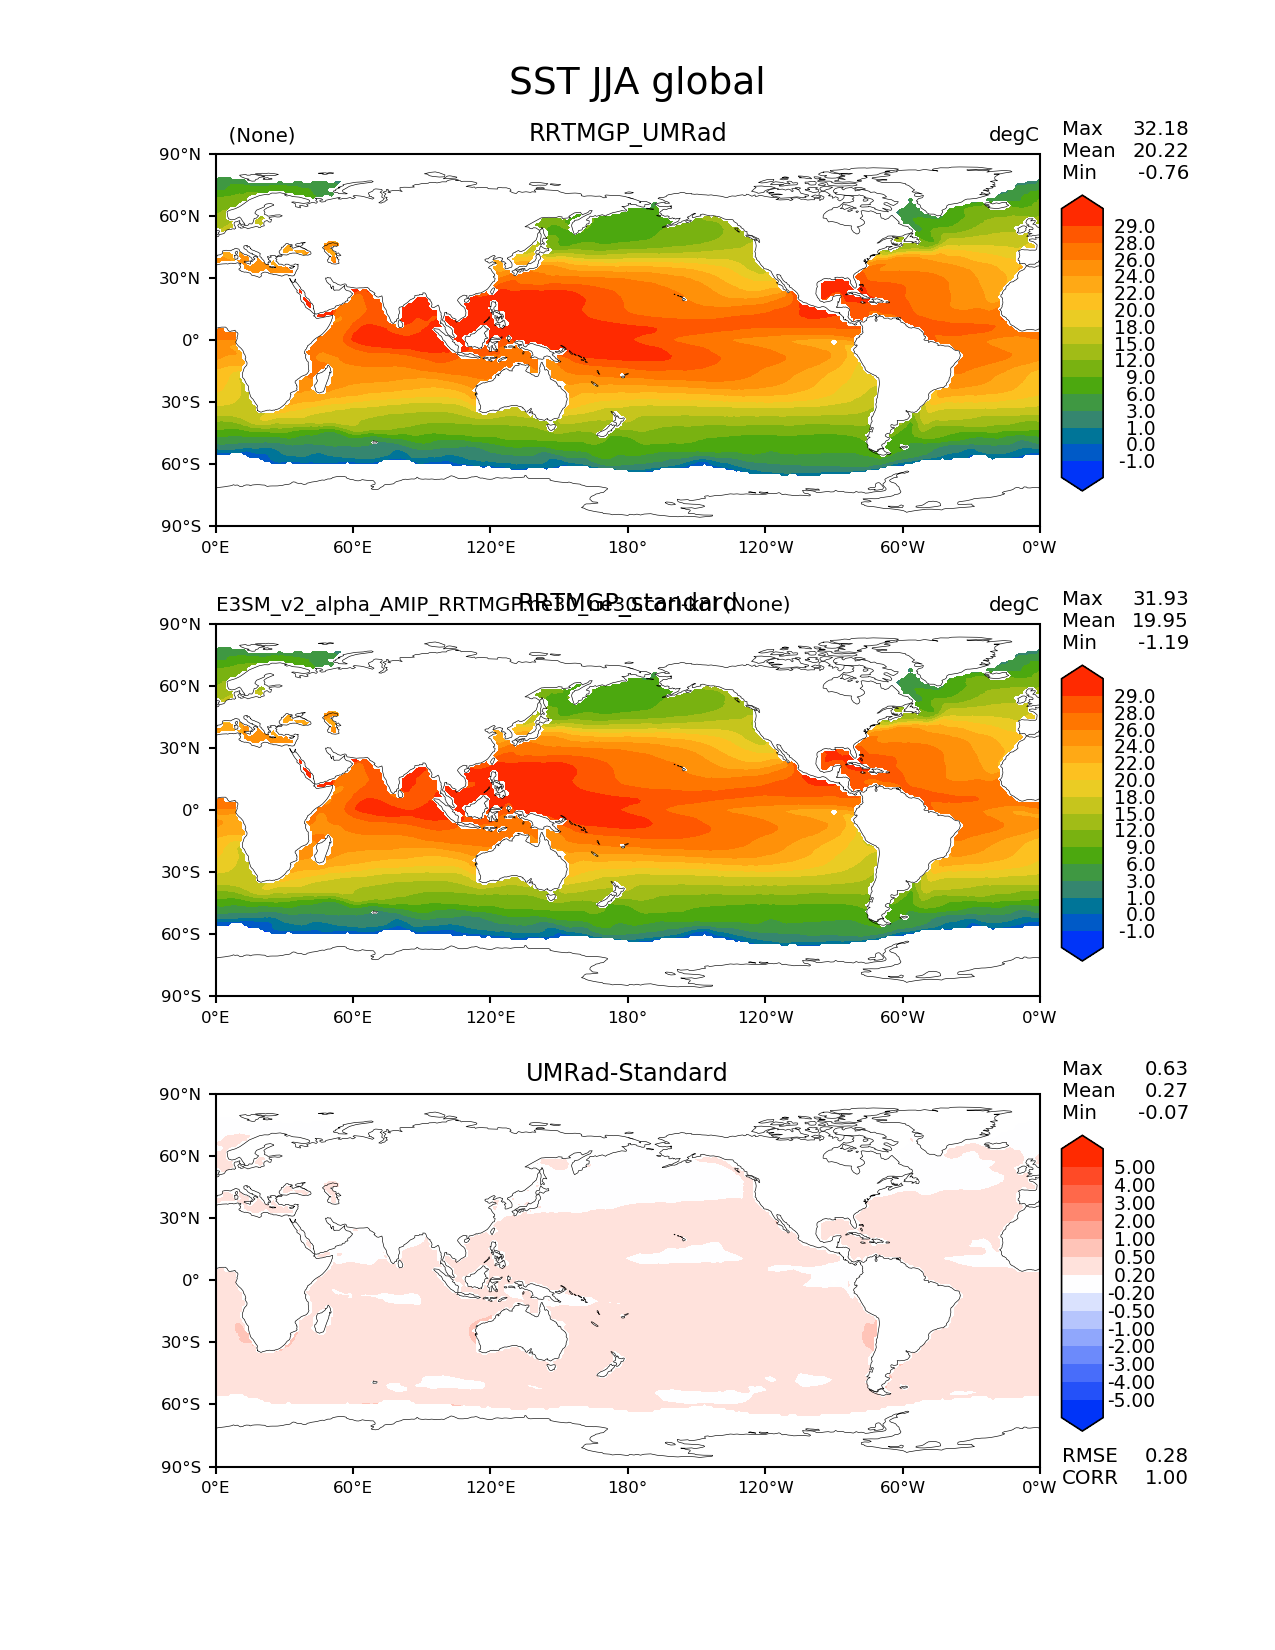 SST JJA global
(None) RRTMGP_UMRad degC
Max 32.18
Mean 20.22
Min -0.76
90°N
60°N
30°N
0°
30°S
60°S
90°S
0°E 60°E 120°E 180° 120°W 60°W 0°W
29.0
28.0
26.0
24.0
22.0
20.0
18.0
15.0
12.0
9.0
6.0
3.0
1.0
0.0
-1.0
RRTMGP_standard
E3SM_v2_alpha_AMIP_RRTMGP (None) degC
Max 31.93
Mean 19.95
Min -1.19
90°N
60°N
30°N
0°
30°S
60°S
90°S
0°E 60°E 120°E 180° 120°W 60°W 0°W
29.0
28.0
26.0
24.0
22.0
20.0
18.0
15.0
12.0
9.0
6.0
3.0
1.0
0.0
-1.0
UMRad-Standard
Max 0.63
Mean 0.27
Min -0.07
90°N
60°N
30°N
0°
30°S
60°S
90°S
0°E 60°E 120°E 180° 120°W 60°W 0°W
5.00
4.00
3.00
2.00
1.00
0.50
0.20
-0.20
-0.50
-1.00
-2.00
-3.00
-4.00
-5.00
RMSE 0.28
CORR 1.00